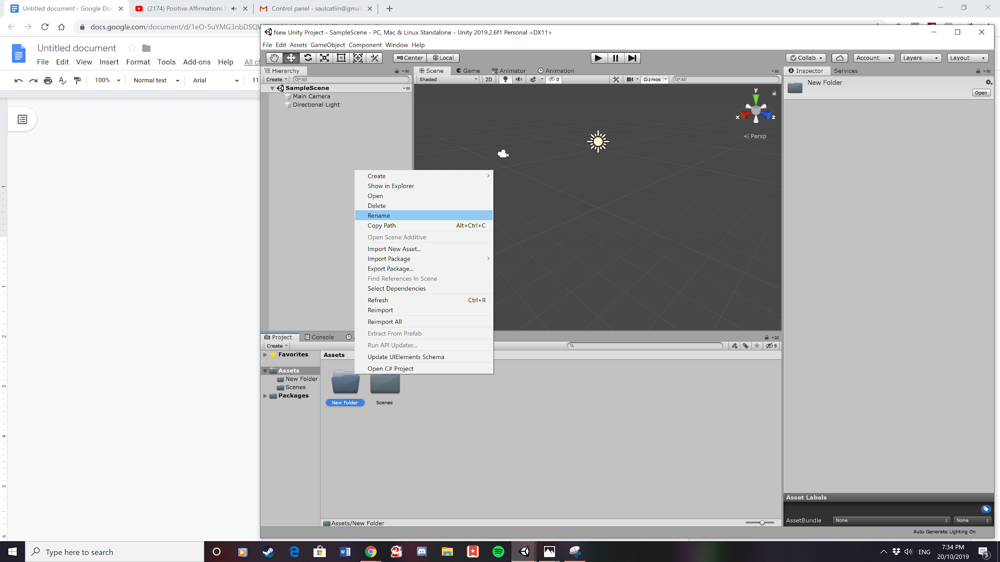 Untitled document - Google Doc
(2174) Positive Affirmations f
Control panel - saulcatlin@gmail
docs.google.com/document/d/1eO-5uYMG3nbDSQW
Untitled document
File Edit View Insert Format Tools Add-ons Help All ch
100% Normal text Arial 11
New Unity Project - SampleScene - PC, Mac & Linux Standalone - Unity 2019.2.6f1 Personal <DX11>
File Edit Assets GameObject Component Window Help
Center Local
Collab Account Layers Layout
Hierarchy
Create All
SampleScene
Main Camera
Directional Light
Scene Game Animator Animation
Shaded 2D 0 Gizmos All
y
x z
Persp
Inspector Services
New Folder
Open
Create
Show in Explorer
Open
Delete
Rename
Copy Path Alt+Ctrl+C
Open Scene Additive
Import New Asset...
Import Package
Export Package...
Find References In Scene
Select Dependencies
Refresh Ctrl+R
Reimport
Reimport All
Extract From Prefab
Run API Updater...
Update UIElements Schema
Open C# Project
Project Console
Create 9
Favorites
Assets
New Folder
Scenes
Packages
Assets
New Folder Scenes
Assets/New Folder
Asset Labels
AssetBundle None None
Auto Generate Lighting On
1
1
2
3
4
5
6
Type here to search
ENG
7:34 PM
20/10/2019
3